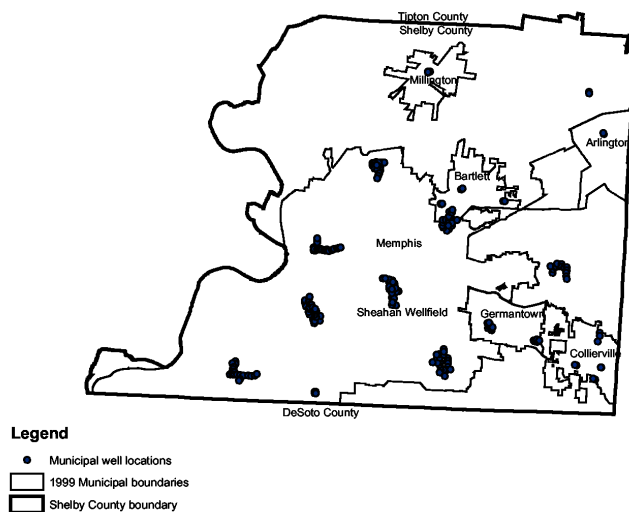 Tipton County
Shelby County
Millington
Arlington
Bartlett
Memphis
Sheahan Wellfield
Germantown
Collierville
DeSoto County
Legend
Municipal well locations
1999 Municipal boundaries
Shelby County boundary